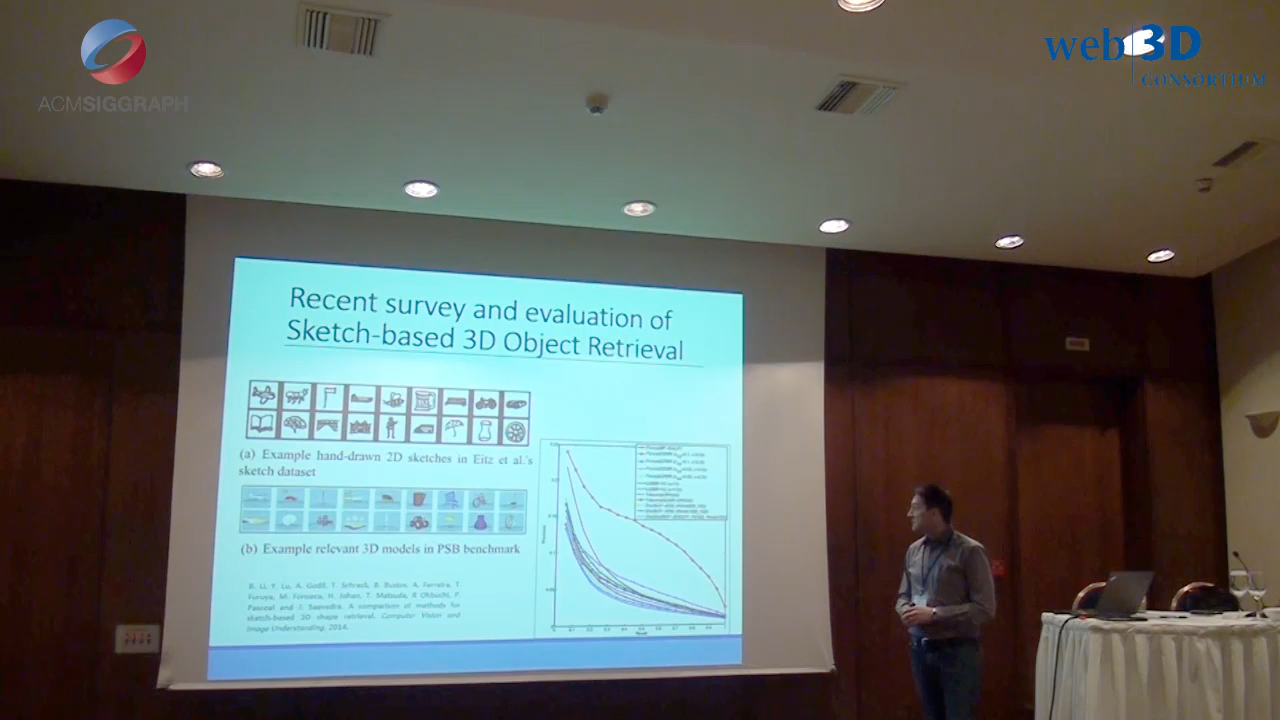 ACMSIGGRAPH
web3D
CONSORTIUM
Recent survey and evaluation of
Sketch-based 3D Object Retrieval
(a) Example hand-drawn 2D sketches in Eitz et al.'s
sketch dataset
(b) Example relevant 3D models in PSB benchmark
B. Li, Y. Lu, A. Godil, T. Schreck, B. Bustos, A. Ferreira, T.
Furuya, M. Fonseca, H. Johan, T. Matsuda, R. Ohbuchi, P.
Pascoal and J. Saavedra. A comparison of methods for
sketch-based 3D shape retrieval. Computer Vision and
Image Understanding, 2014.